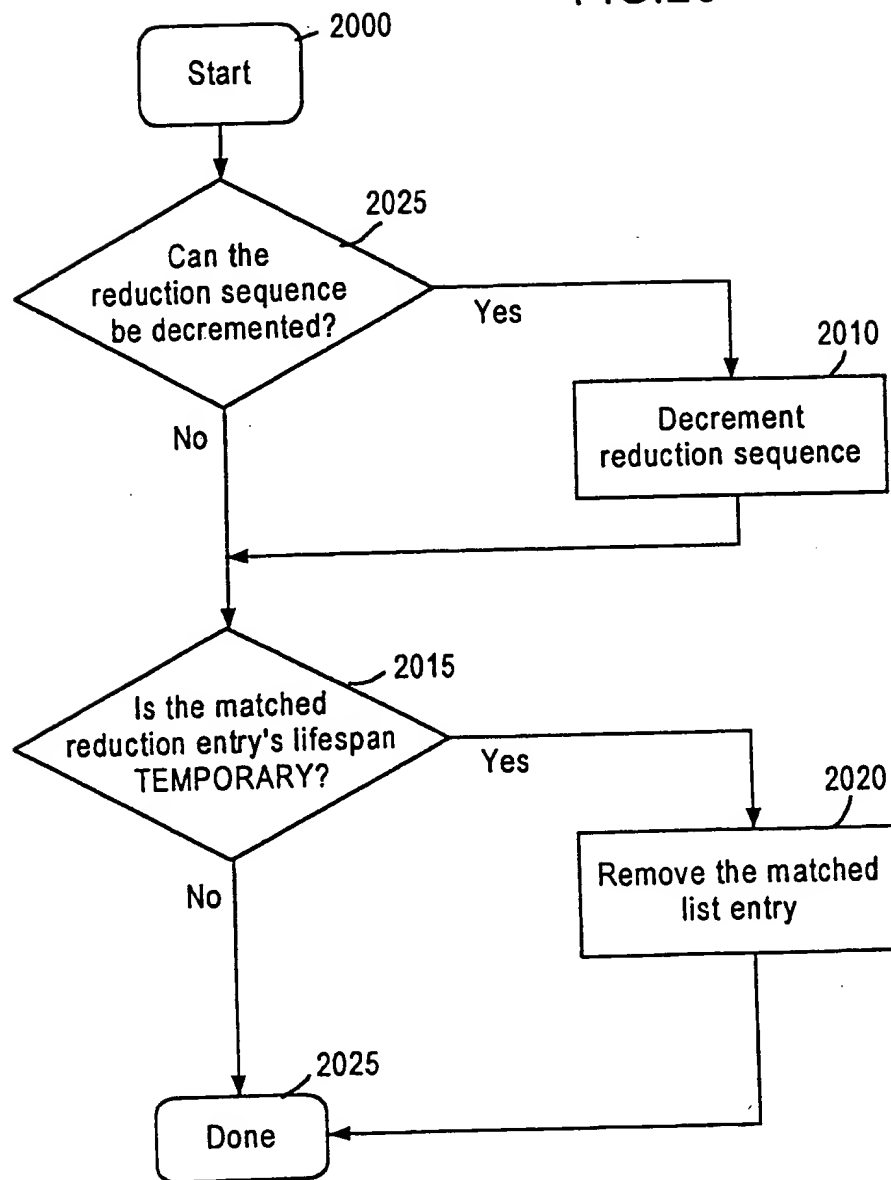 2000
Start
2025
Can the
reduction sequence
be decremented?
Yes
2010
No
Decrement
reduction sequence
2015
Is the matched
reduction entry's lifespan
TEMPORARY?
Yes
2020
No
Remove the matched
list entry
2025
Done